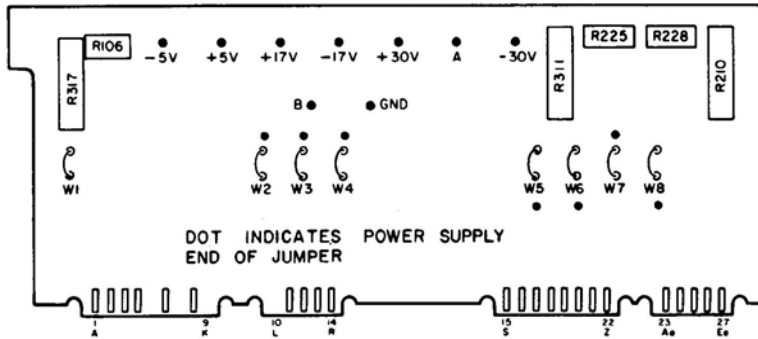 R106
R225
R228
R317
R311
R210
-5V +5V +17V -17V +30V A -30V
B GND
W1 W2 W3 W4 W5 W6 W7 W8
DOT INDICATES POWER SUPPLY
END OF JUMPER
1 9 10 14 15 22 23 27
A K L R S Z Aa Ee